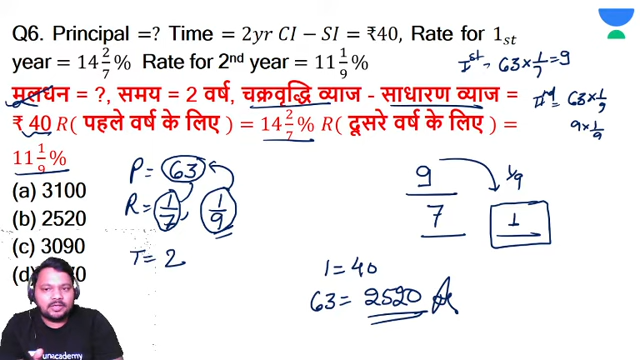 Q6. Principal =? Time = 2yr CI – SI = ₹40, Rate for 1st
year = 14 2/7% Rate for 2nd year = 11 1/9%
मूलधन = ?, समय = 2 वर्ष, चक्रवृद्धि व्याज - साधारण व्याज =
₹ 40 R( पहले वर्ष के लिए ) = 14 2/7% R( दूसरे वर्ष के लिए ) =
11 1/9%
(a) 3100
(b) 2520
(c) 3090
(d)
Ist - 63 × 1/7 = 9
IInd = 63 × 1/9
9 × 1/9
P = 63
R = 1/7, 1/9
T = 2
9 1/9
7 1
1 = 40
63 = 2520
unacademy